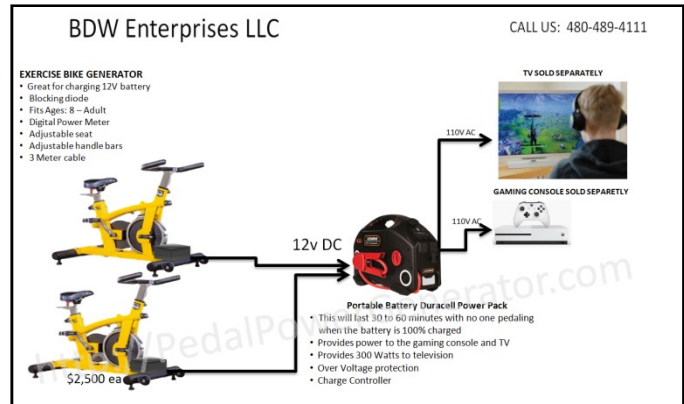 BDW Enterprises LLC
CALL US: 480-489-4111
EXERCISE BIKE GENERATOR
• Great for charging 12V battery
• Blocking diode
• Fits Ages: 8 – Adult
• Digital Power Meter
• Adjustable seat
• Adjustable handle bars
• 3 Meter cable
TV SOLD SEPARATELY
110V AC
GAMING CONSOLE SOLD SEPARETLY
110V AC
12v DC
$2,500 ea
Portable Battery Duracell Power Pack
• This will last 30 to 60 minutes with no one pedaling
when the battery is 100% charged
• Provides power to the gaming console and TV
• Provides 300 Watts to television
• Over Voltage protection
• Charge Controller
http://PedalPowerGenerator.com